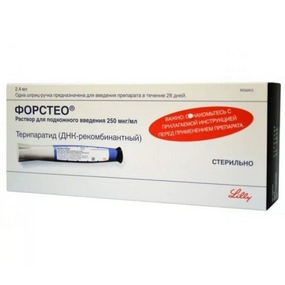 2,4 мл
Одна шприц-ручка предназначена для введения препарата в течение 28 дней.
ФОРСТЕО®
Раствор для подкожного введения 250 мкг/мл
Терипаратид (ДНК-рекомбинантный)
ВАЖНО: ОЗНАКОМЬТЕСЬ С
ПРИЛАГАЕМОЙ ИНСТРУКЦИЕЙ
ПЕРЕД ПРИМЕНЕНИЕМ ПРЕПАРАТА.
СТЕРИЛЬНО
Lilly